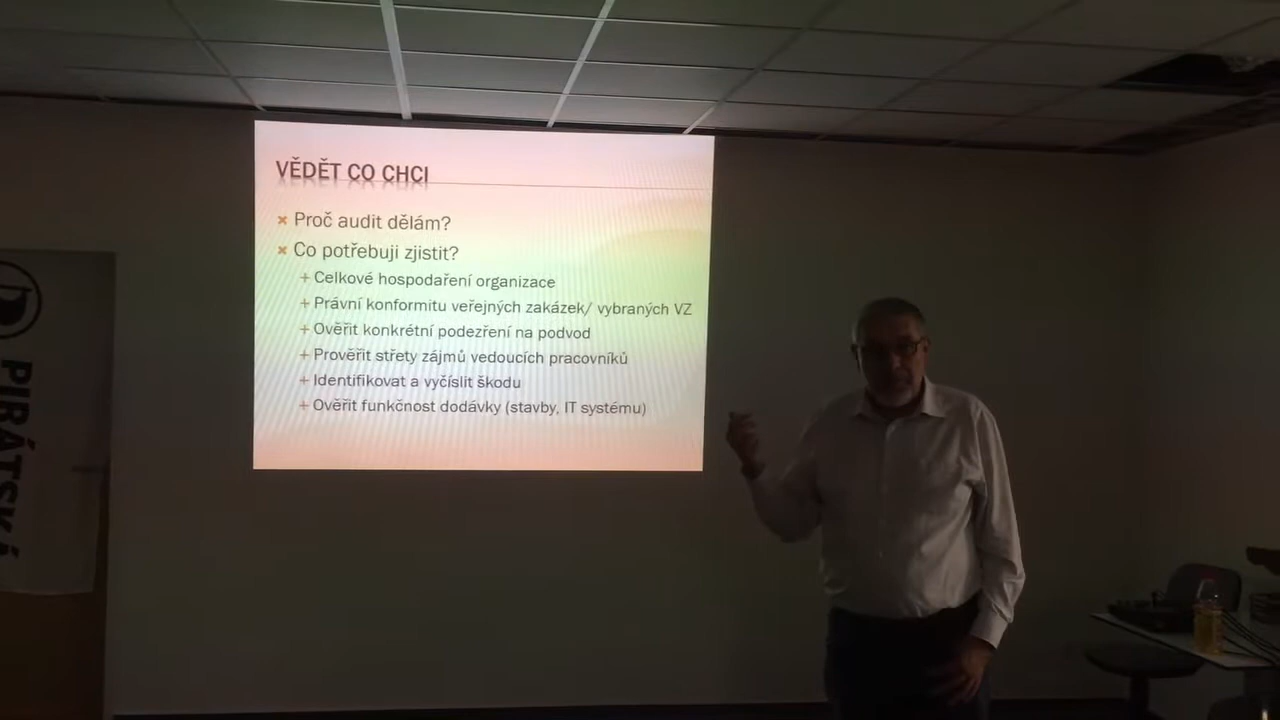 VĚDĚT CO CHCI
Proč audit dělám?
Co potřebuji zjistit?
+ Celkové hospodaření organizace
+ Právní konformitu veřejných zakázek/ vybraných VZ
+ Ověřit konkrétní podezření na podvod
+ Prověřit střety zájmů vedoucích pracovníků
+ Identifikovat a vyčíslit škodu
+ Ověřit funkčnost dodávky (stavby, IT systému)
PIRÁTSKÁ